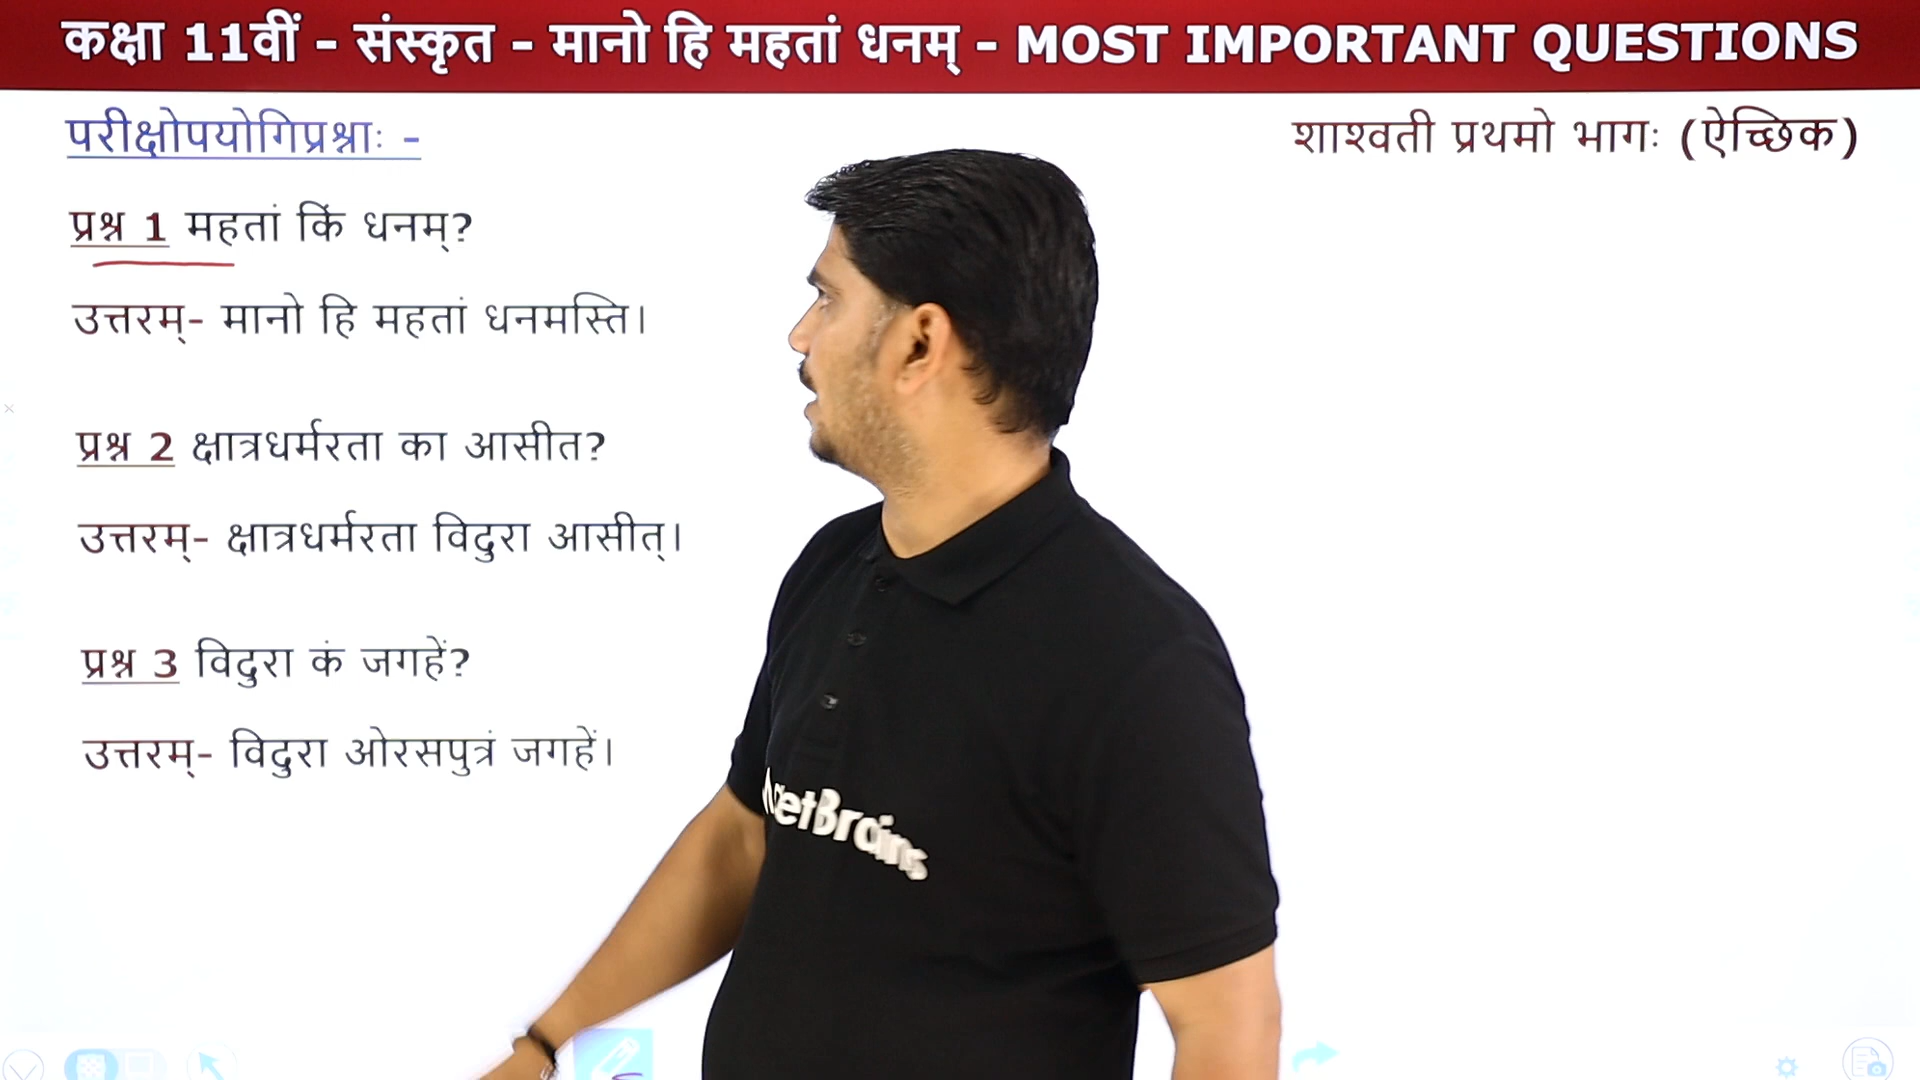 कक्षा 11वीं - संस्कृत - मानो हि महतां धनम् - MOST IMPORTANT QUESTIONS
परीक्षोपयोगिप्रश्नाः -
शाश्वती प्रथमो भागः (ऐच्छिक)
प्रश्न 1 महतां किं धनम्?
उत्तरम्- मानो हि महतां धनमस्ति।
प्रश्न 2 क्षात्रधर्मरता का आसीत?
उत्तरम्- क्षात्रधर्मरता विदुरा आसीत्।
प्रश्न 3 विदुरा कं जगहें?
उत्तरम्- विदुरा ओरसपुत्रं जगहें।
MagnetBrains